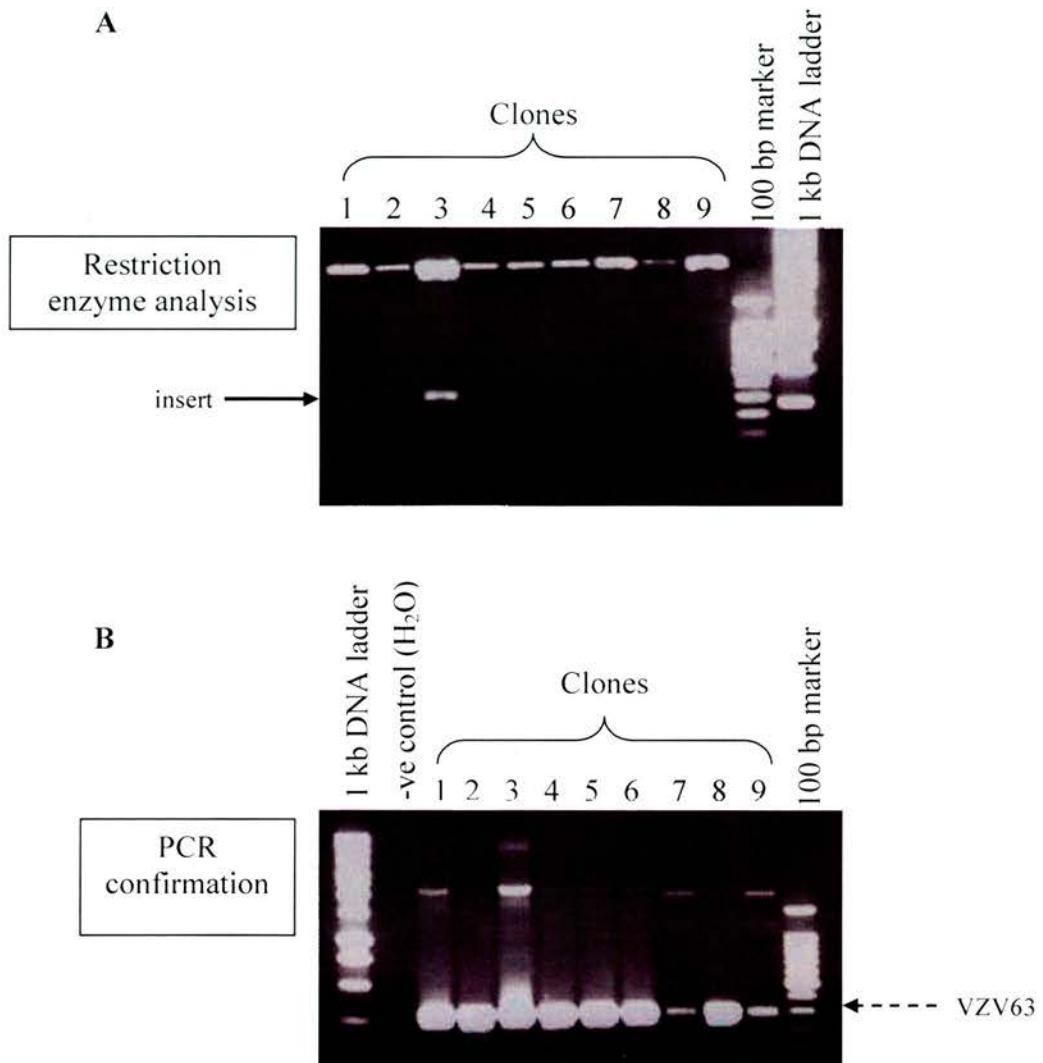 A
Clones
100 bp marker
1 kb DNA ladder
1 2 3 4 5 6 7 8 9
Restriction
enzyme analysis
insert
B
1 kb DNA ladder
-ve control (H₂O)
Clones
100 bp marker
1 2 3 4 5 6 7 8 9
PCR
confirmation
VZV63